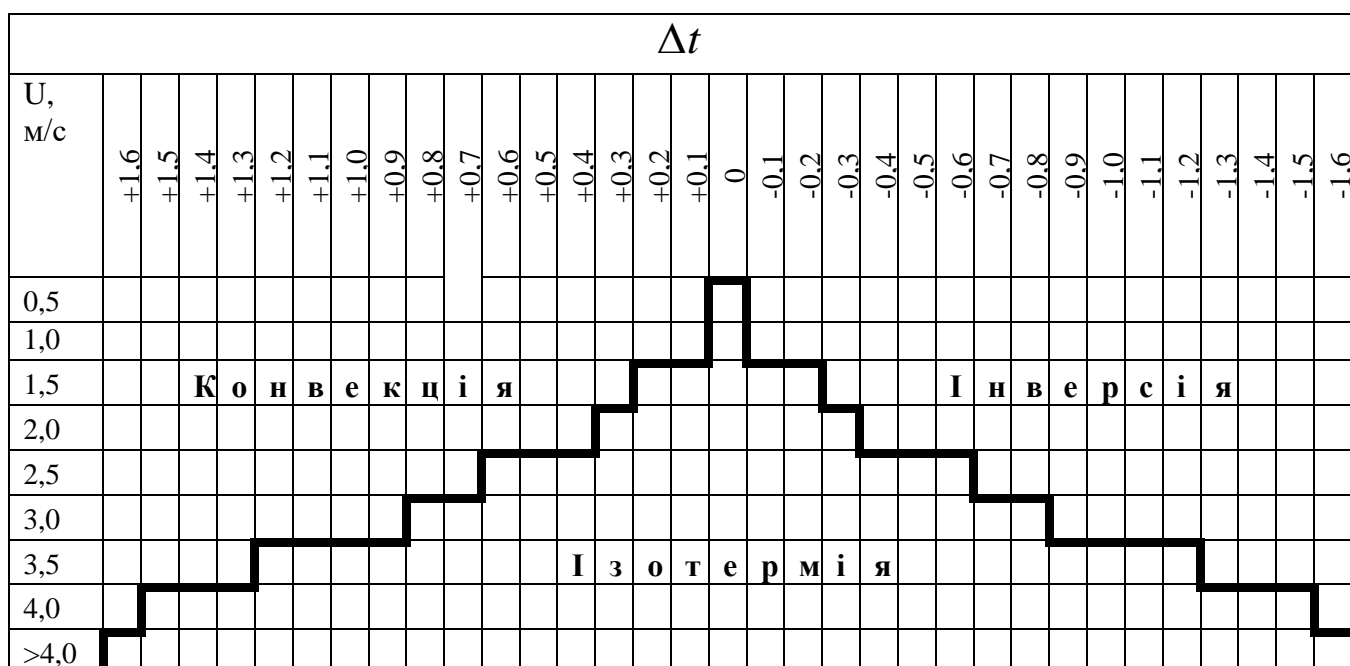 Δt
U,
м/с
+1,6 +1,5 +1,4 +1,3 +1,2 +1,1 +1,0 +0,9 +0,8 +0,7 +0,6 +0,5 +0,4 +0,3 +0,2 +0,1 0 -0,1 -0,2 -0,3 -0,4 -0,5 -0,6 -0,7 -0,8 -0,9 -1,0 -1,1 -1,2 -1,3 -1,4 -1,5 -1,6
0,5
1,0
1,5 Конвекція Інверсія
2,0
2,5
3,0
3,5 Ізотермія
4,0
>4,0